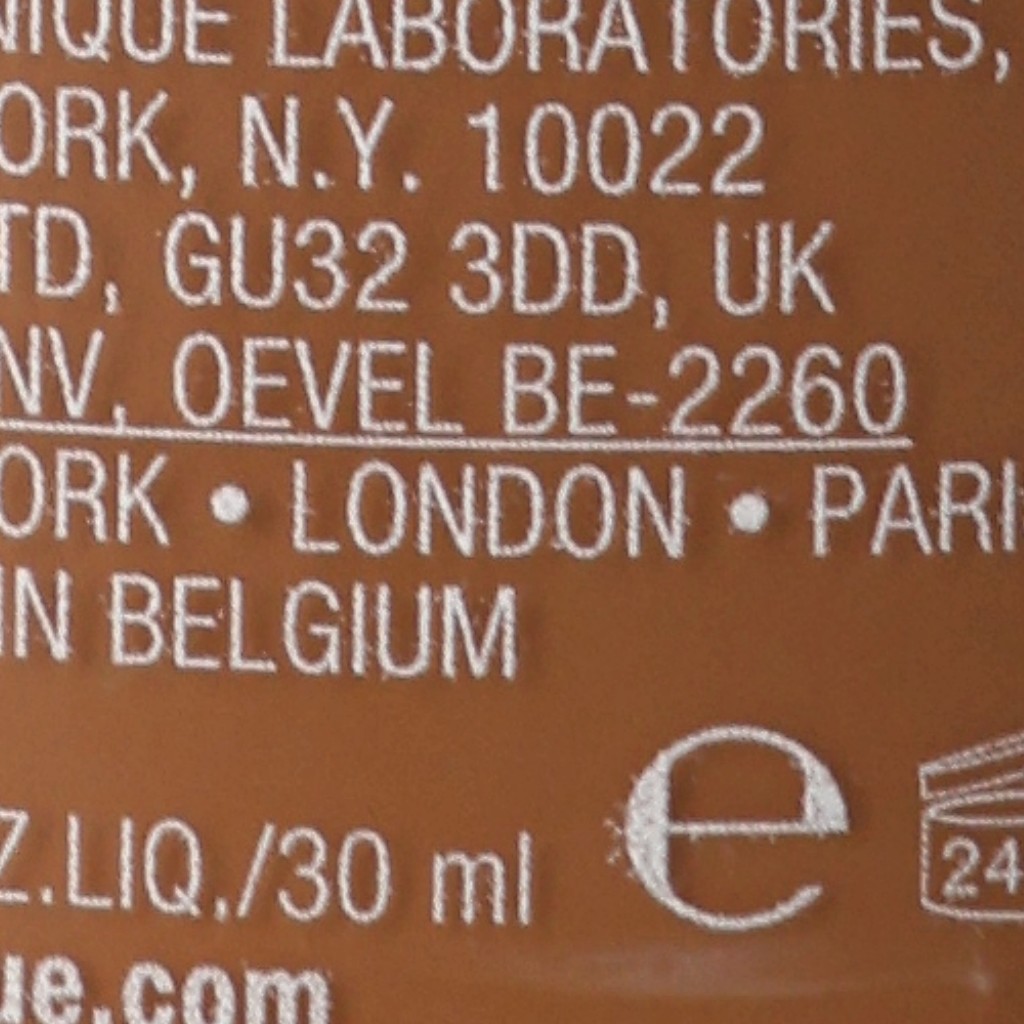 NIQUE LABORATORIES,
ORK, N.Y. 10022
TD, GU32 3DD, UK
NV, OEVEL BE-2260
ORK • LONDON • PARI
IN BELGIUM
Z.LIQ./30 ml e 24
ue.com